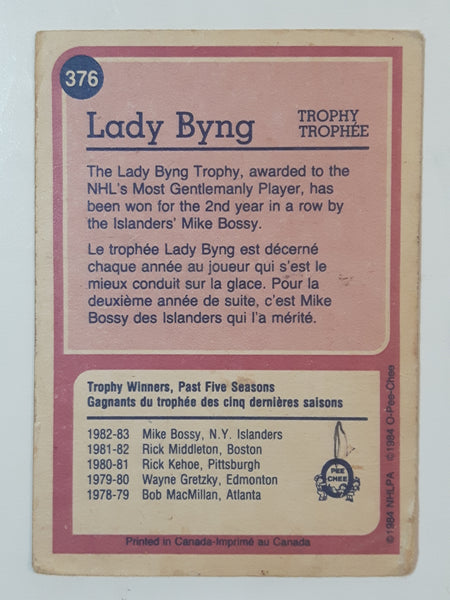 376
Lady Byng
TROPHY
TROPHÉE
The Lady Byng Trophy, awarded to the
NHL's Most Gentlemanly Player, has
been won for the 2nd year in a row by
the Islanders' Mike Bossy.
Le trophée Lady Byng est décerné
chaque année au joueur qui s'est le
mieux conduit sur la glace. Pour la
deuxième année de suite, c'est Mike
Bossy des Islanders qui l'a mérité.
Trophy Winners, Past Five Seasons
Gagnants du trophée des cinq dernières saisons
1982-83 Mike Bossy, N.Y. Islanders
1981-82 Rick Middleton, Boston
1980-81 Rick Kehoe, Pittsburgh
1979-80 Wayne Gretzky, Edmonton
1978-79 Bob MacMillan, Atlanta
O
PEE
CHEE
©1984 NHLPA ©1984 O-Pee-Chee
Printed in Canada-Imprimé au Canada